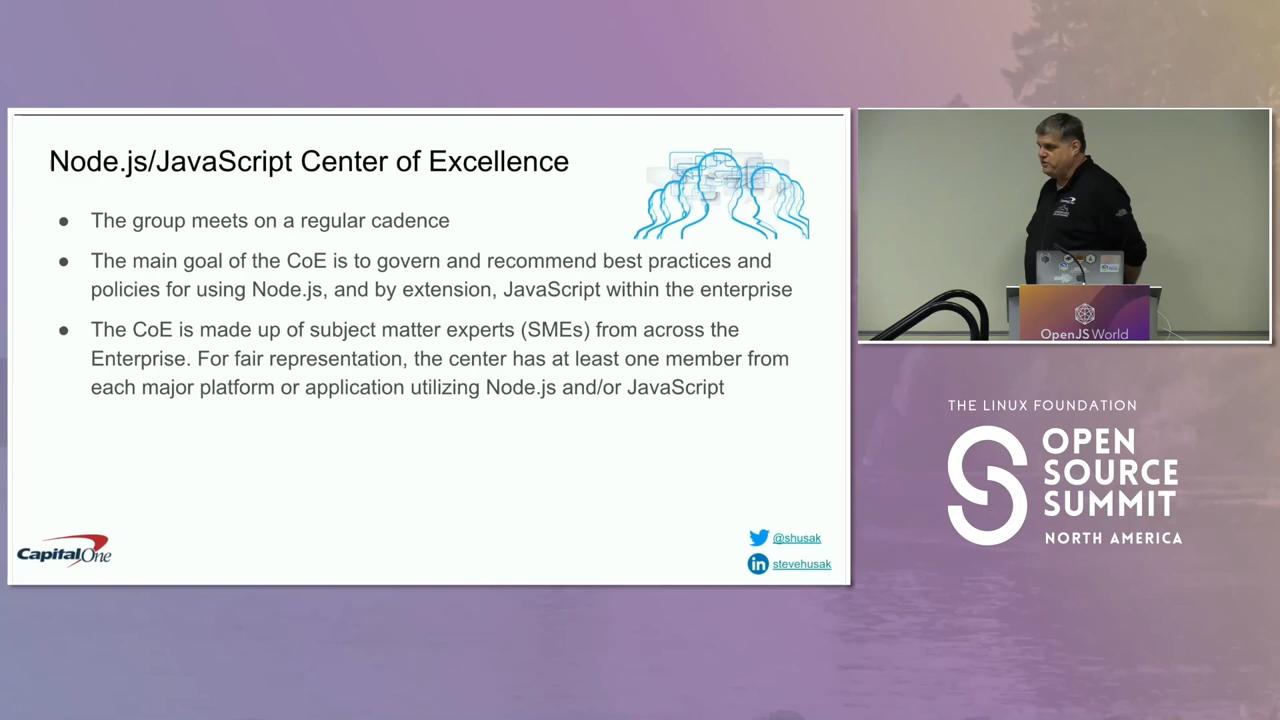 Node.js/JavaScript Center of Excellence
● The group meets on a regular cadence
● The main goal of the CoE is to govern and recommend best practices and
policies for using Node.js, and by extension, JavaScript within the enterprise
● The CoE is made up of subject matter experts (SMEs) from across the
Enterprise. For fair representation, the center has at least one member from
each major platform or application utilizing Node.js and/or JavaScript
CapitalOne
@shusak
stevehusak
OpenJS World
THE LINUX FOUNDATION
OPEN
SOURCE
SUMMIT
NORTH AMERICA